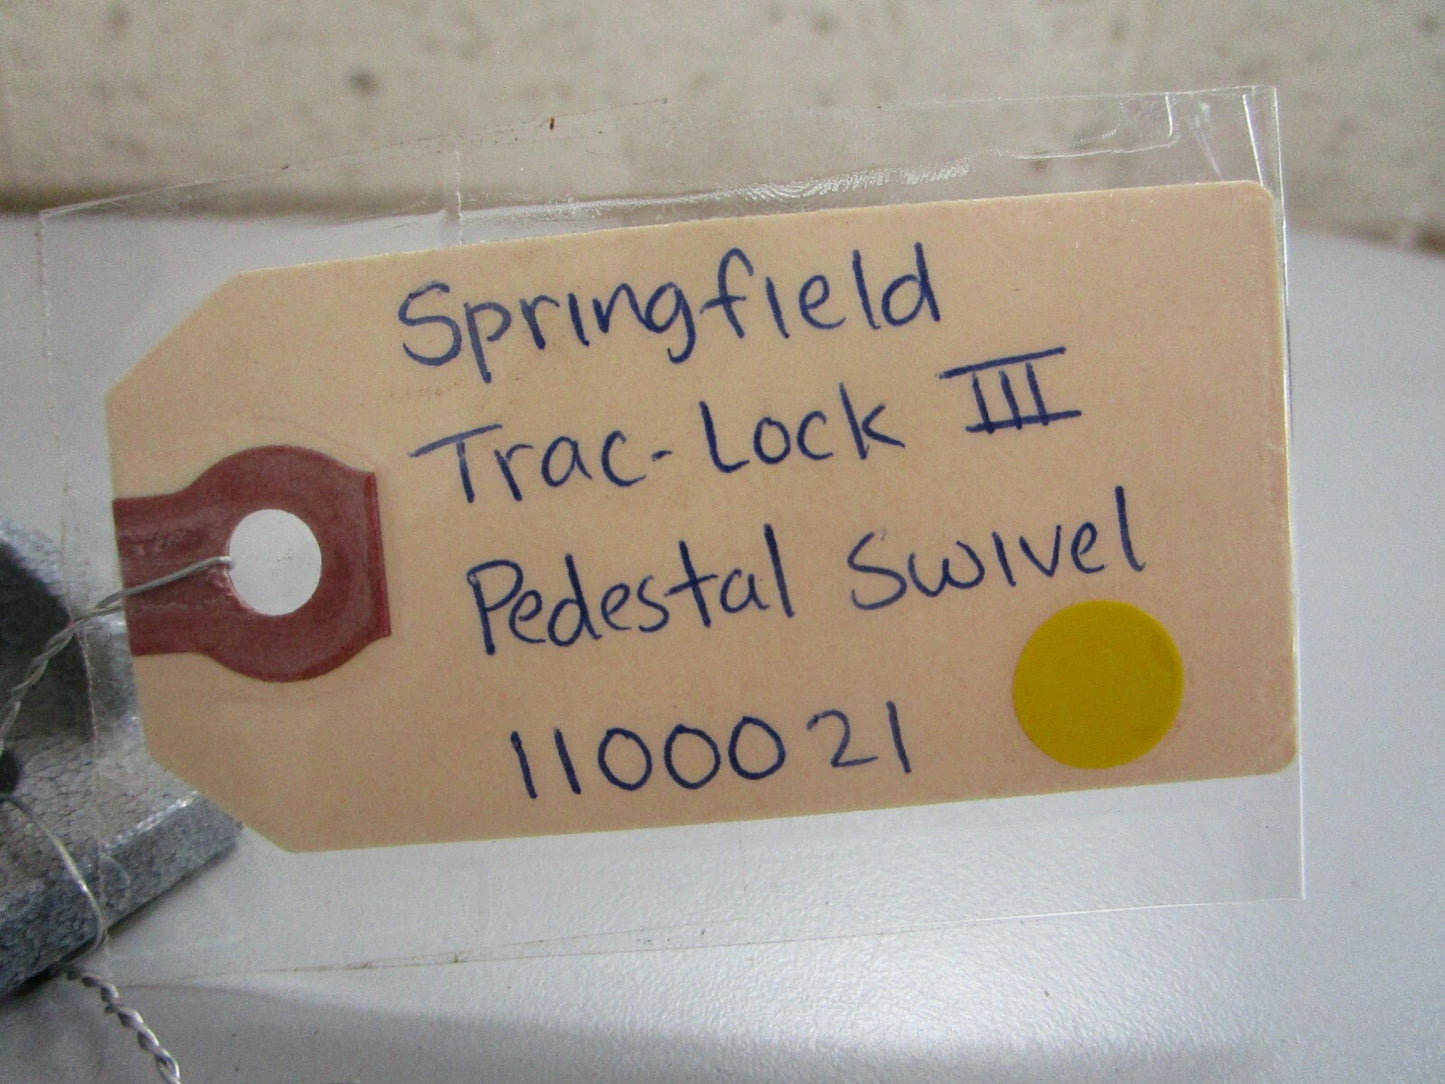 Springfield
Trac-Lock III
Pedestal Swivel
1100021